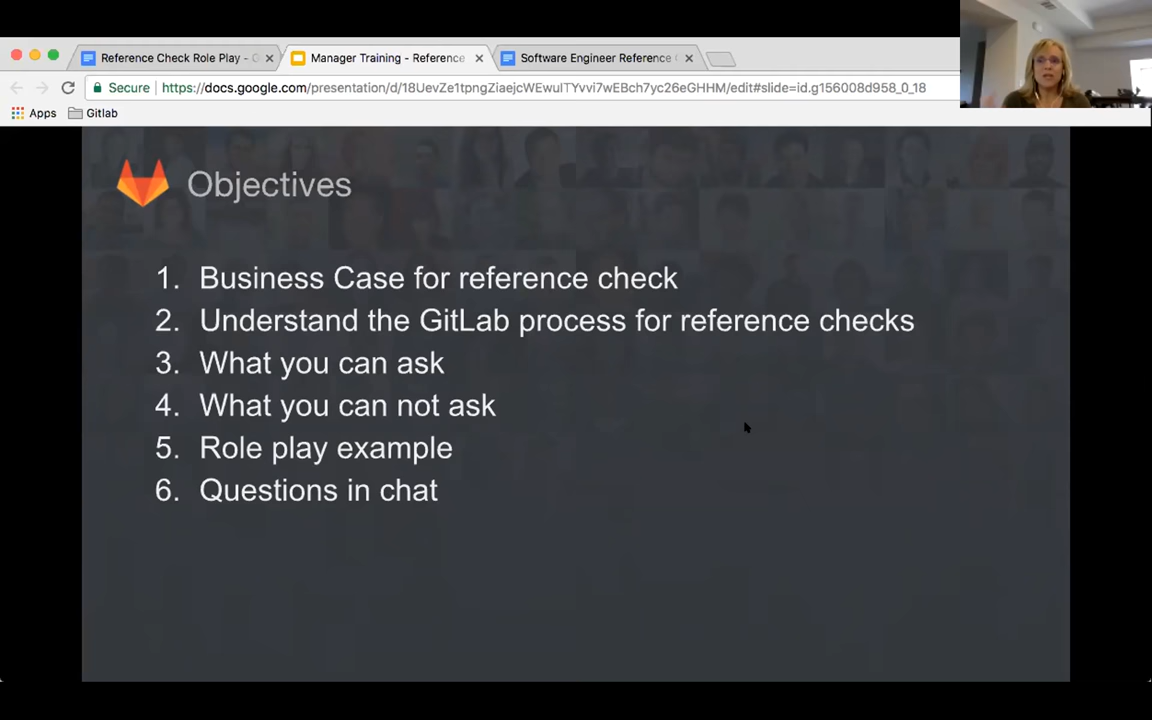 Reference Check Role Play - G
Manager Training - Reference
Software Engineer Reference C
Secure
https://docs.google.com/presentation/d/18UevZe1tpngZiaejcWEwulTYvvi7wEBch7yc26eGHHM/edit#slide=id.g156008d958_0_18
Apps
Gitlab
Objectives
1. Business Case for reference check
2. Understand the GitLab process for reference checks
3. What you can ask
4. What you can not ask
5. Role play example
6. Questions in chat